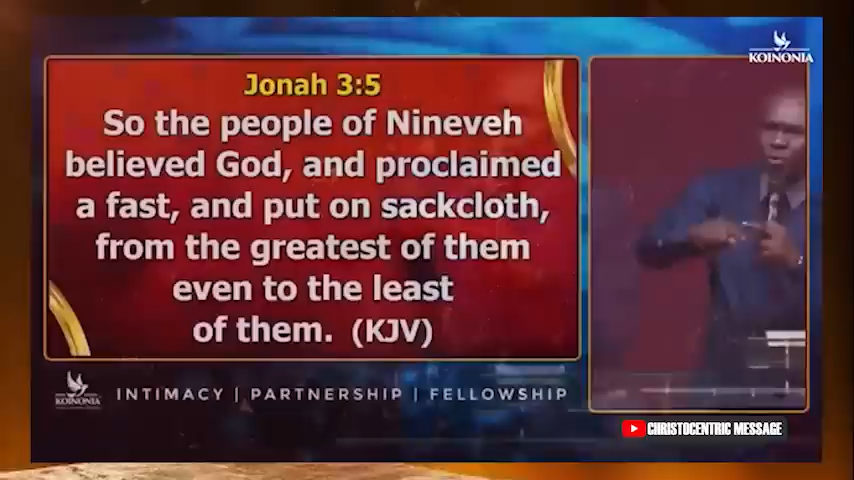 KOINONIA
Jonah 3:5
So the people of Nineveh
believed God, and proclaimed
a fast, and put on sackcloth,
from the greatest of them
even to the least
of them. (KJV)
KOINONIA
INTIMACY | PARTNERSHIP | FELLOWSHIP
CHRISTOCENTRIC MESSAGE